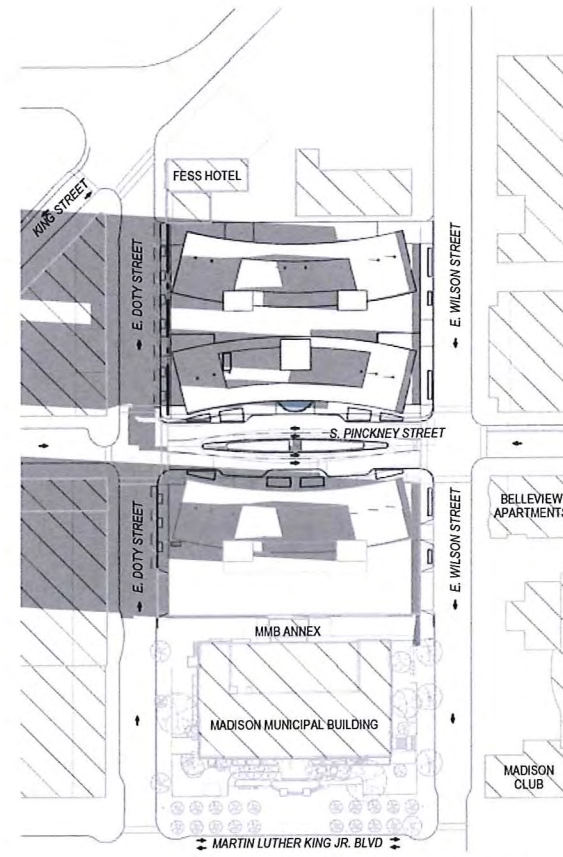 FESS HOTEL
KING STREET
E. DOTY STREET
E. WILSON STREET
S. PINCKNEY STREET
E. DOTY STREET
E. WILSON STREET
BELLEVIEW
APARTMENTS
MMB ANNEX
MADISON MUNICIPAL BUILDING
MADISON
CLUB
MARTIN LUTHER KING JR. BLVD